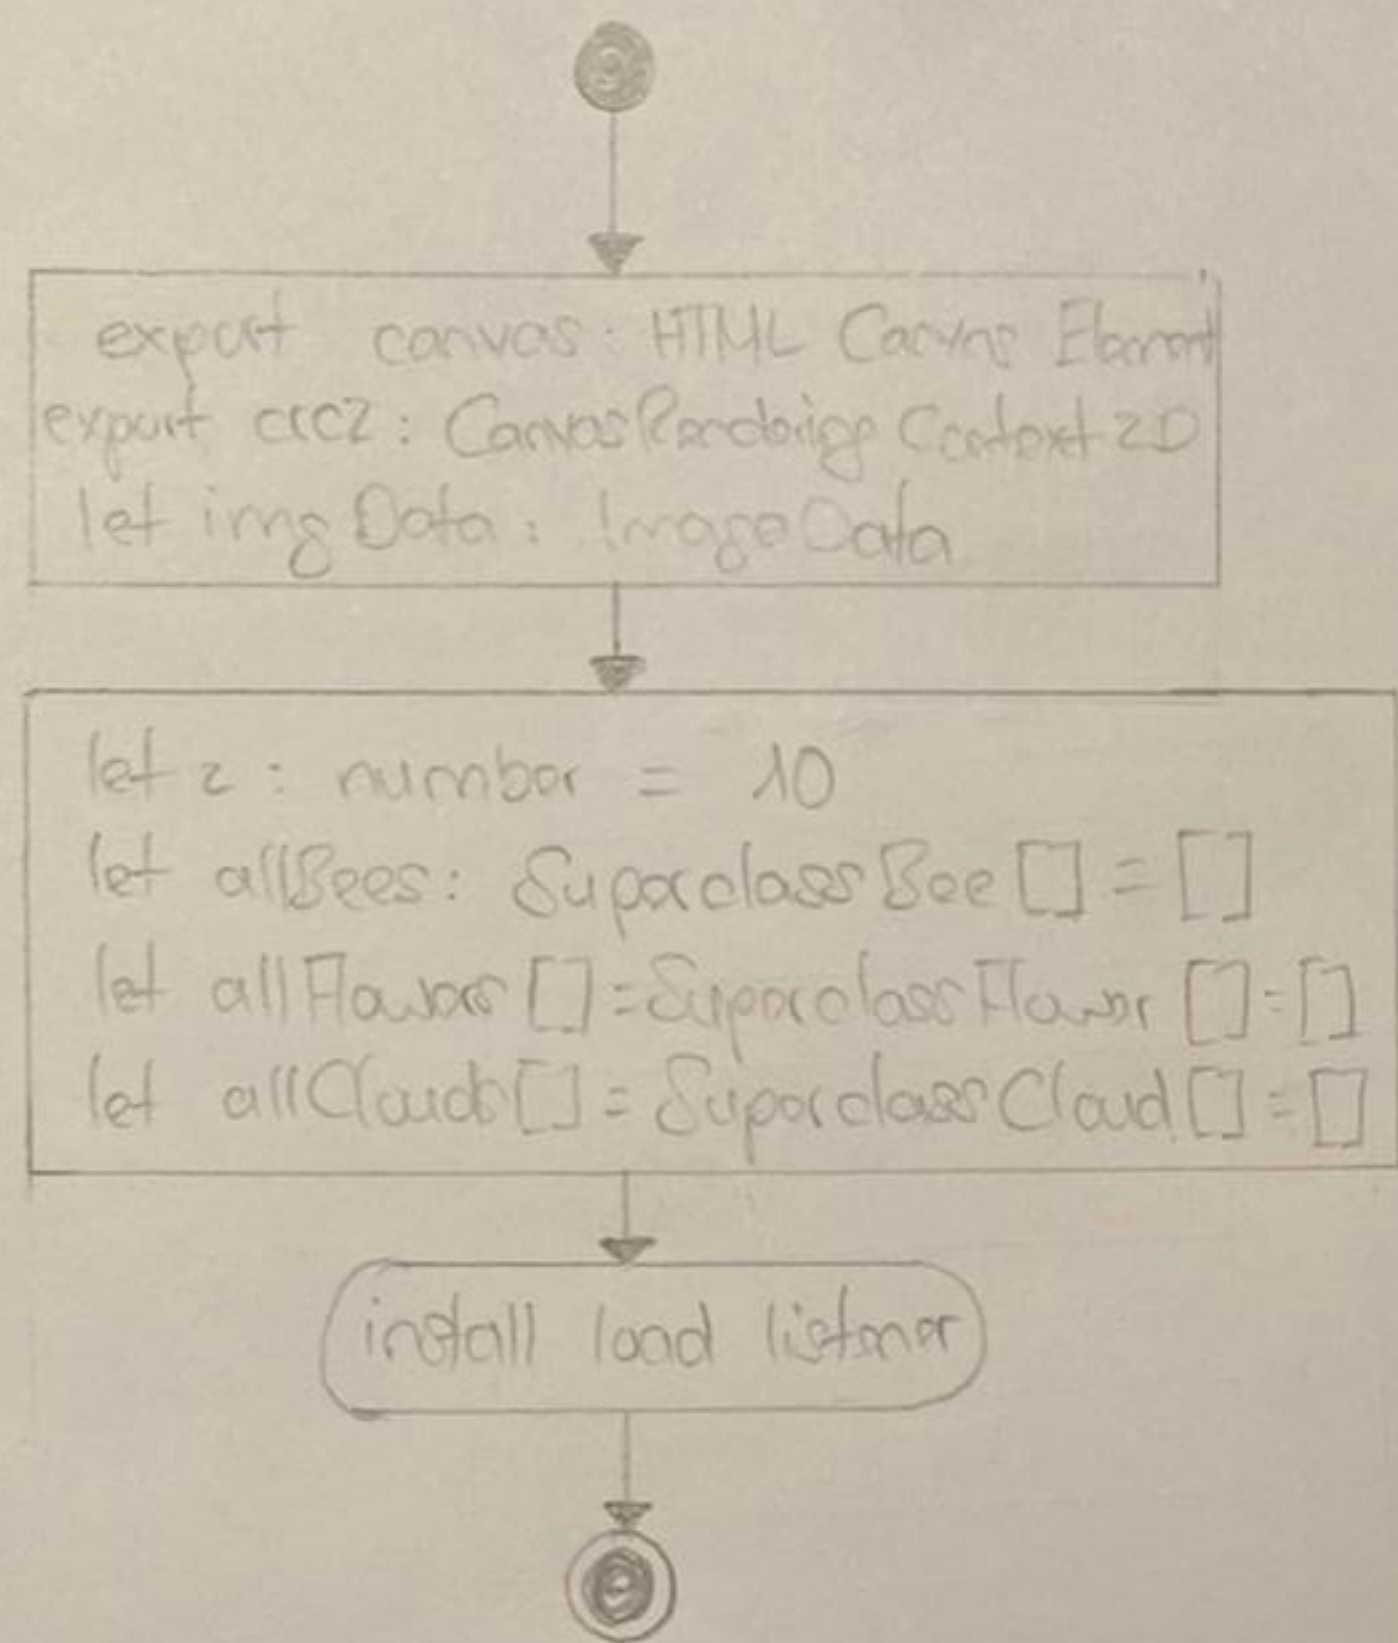 export canvas: HTML Canvas Element
export crc2: CanvasRenderingContext2D
let imgData: ImageData
let z: number = 10
let allBees: SuperclassBee [] = []
let allFlowers [] = SuperclassFlower [] = []
let allClouds [] = SuperclassCloud [] = []
install load listener